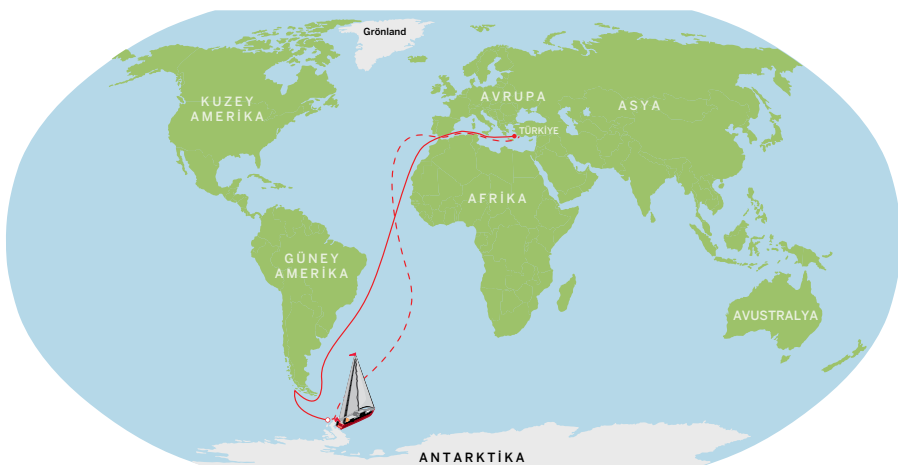 Grönland
KUZEY
AMERİKA
AVRUPA
ASYA
TÜRKİYE
AFRİKA
GÜNEY
AMERİKA
AVUSTRALYA
ANTARKTİKA